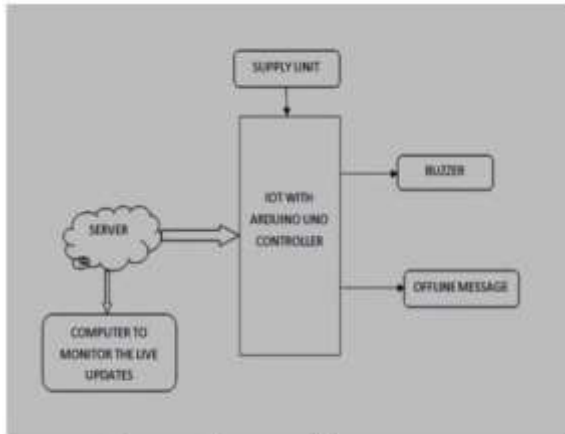 SUPPLY UNIT
IOT WITH
ARDUINO UNO
CONTROLLER
BUZZER
SERVER
OFFLINE MESSAGE
COMPUTER TO
MONITOR THE LIVE
UPDATES